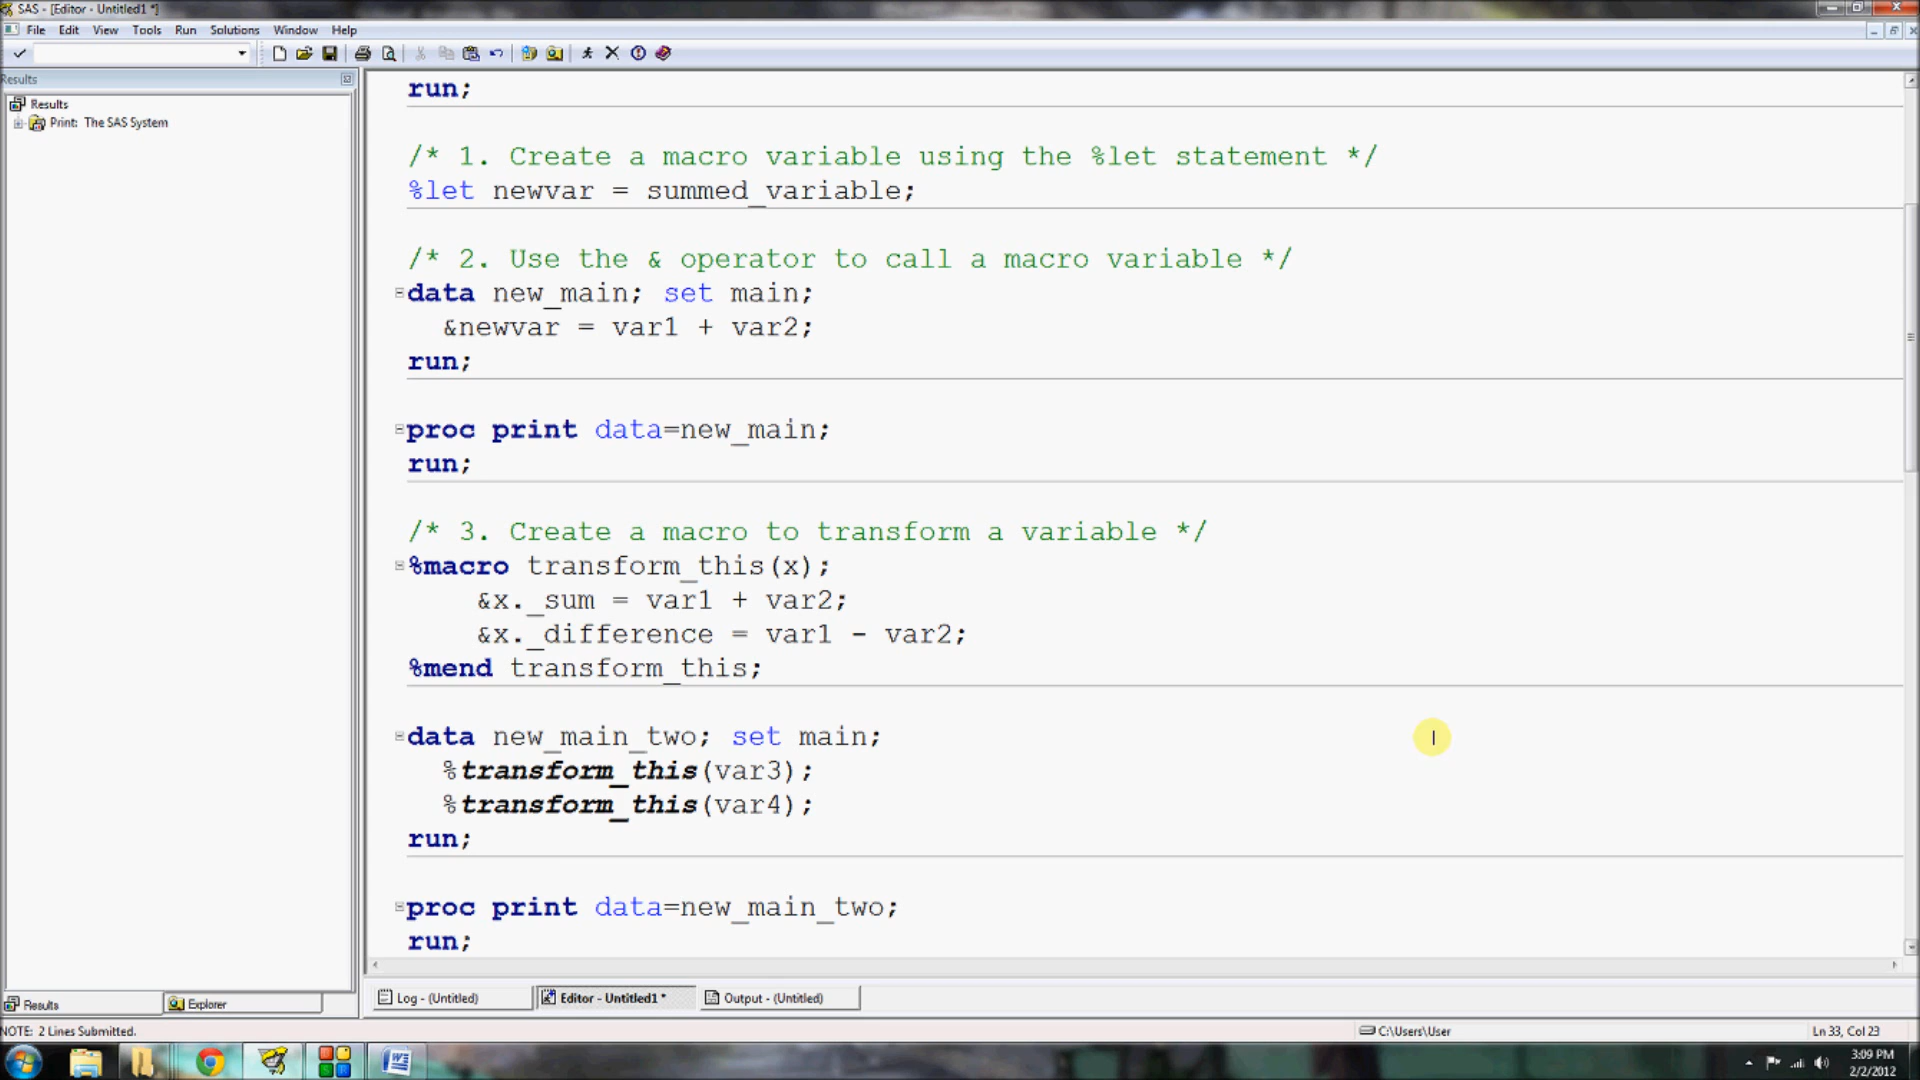 SAS - [Editor - Untitled1 *]
File Edit View Tools Run Solutions Window Help
Results
Results
Print: The SAS System
run;
/* 1. Create a macro variable using the %let statement */
%let newvar = summed_variable;
/* 2. Use the & operator to call a macro variable */
data new_main; set main;
&newvar = var1 + var2;
run;
proc print data=new_main;
run;
/* 3. Create a macro to transform a variable */
%macro transform_this(x);
&x._sum = var1 + var2;
&x._difference = var1 - var2;
%mend transform_this;
data new_main_two; set main;
%transform_this(var3);
%transform_this(var4);
run;
proc print data=new_main_two;
run;
Results Explorer
Log - (Untitled) Editor - Untitled1 * Output - (Untitled)
NOTE: 2 Lines Submitted.
C:\Users\User
Ln 33, Col 23
3:09 PM
2/2/2012